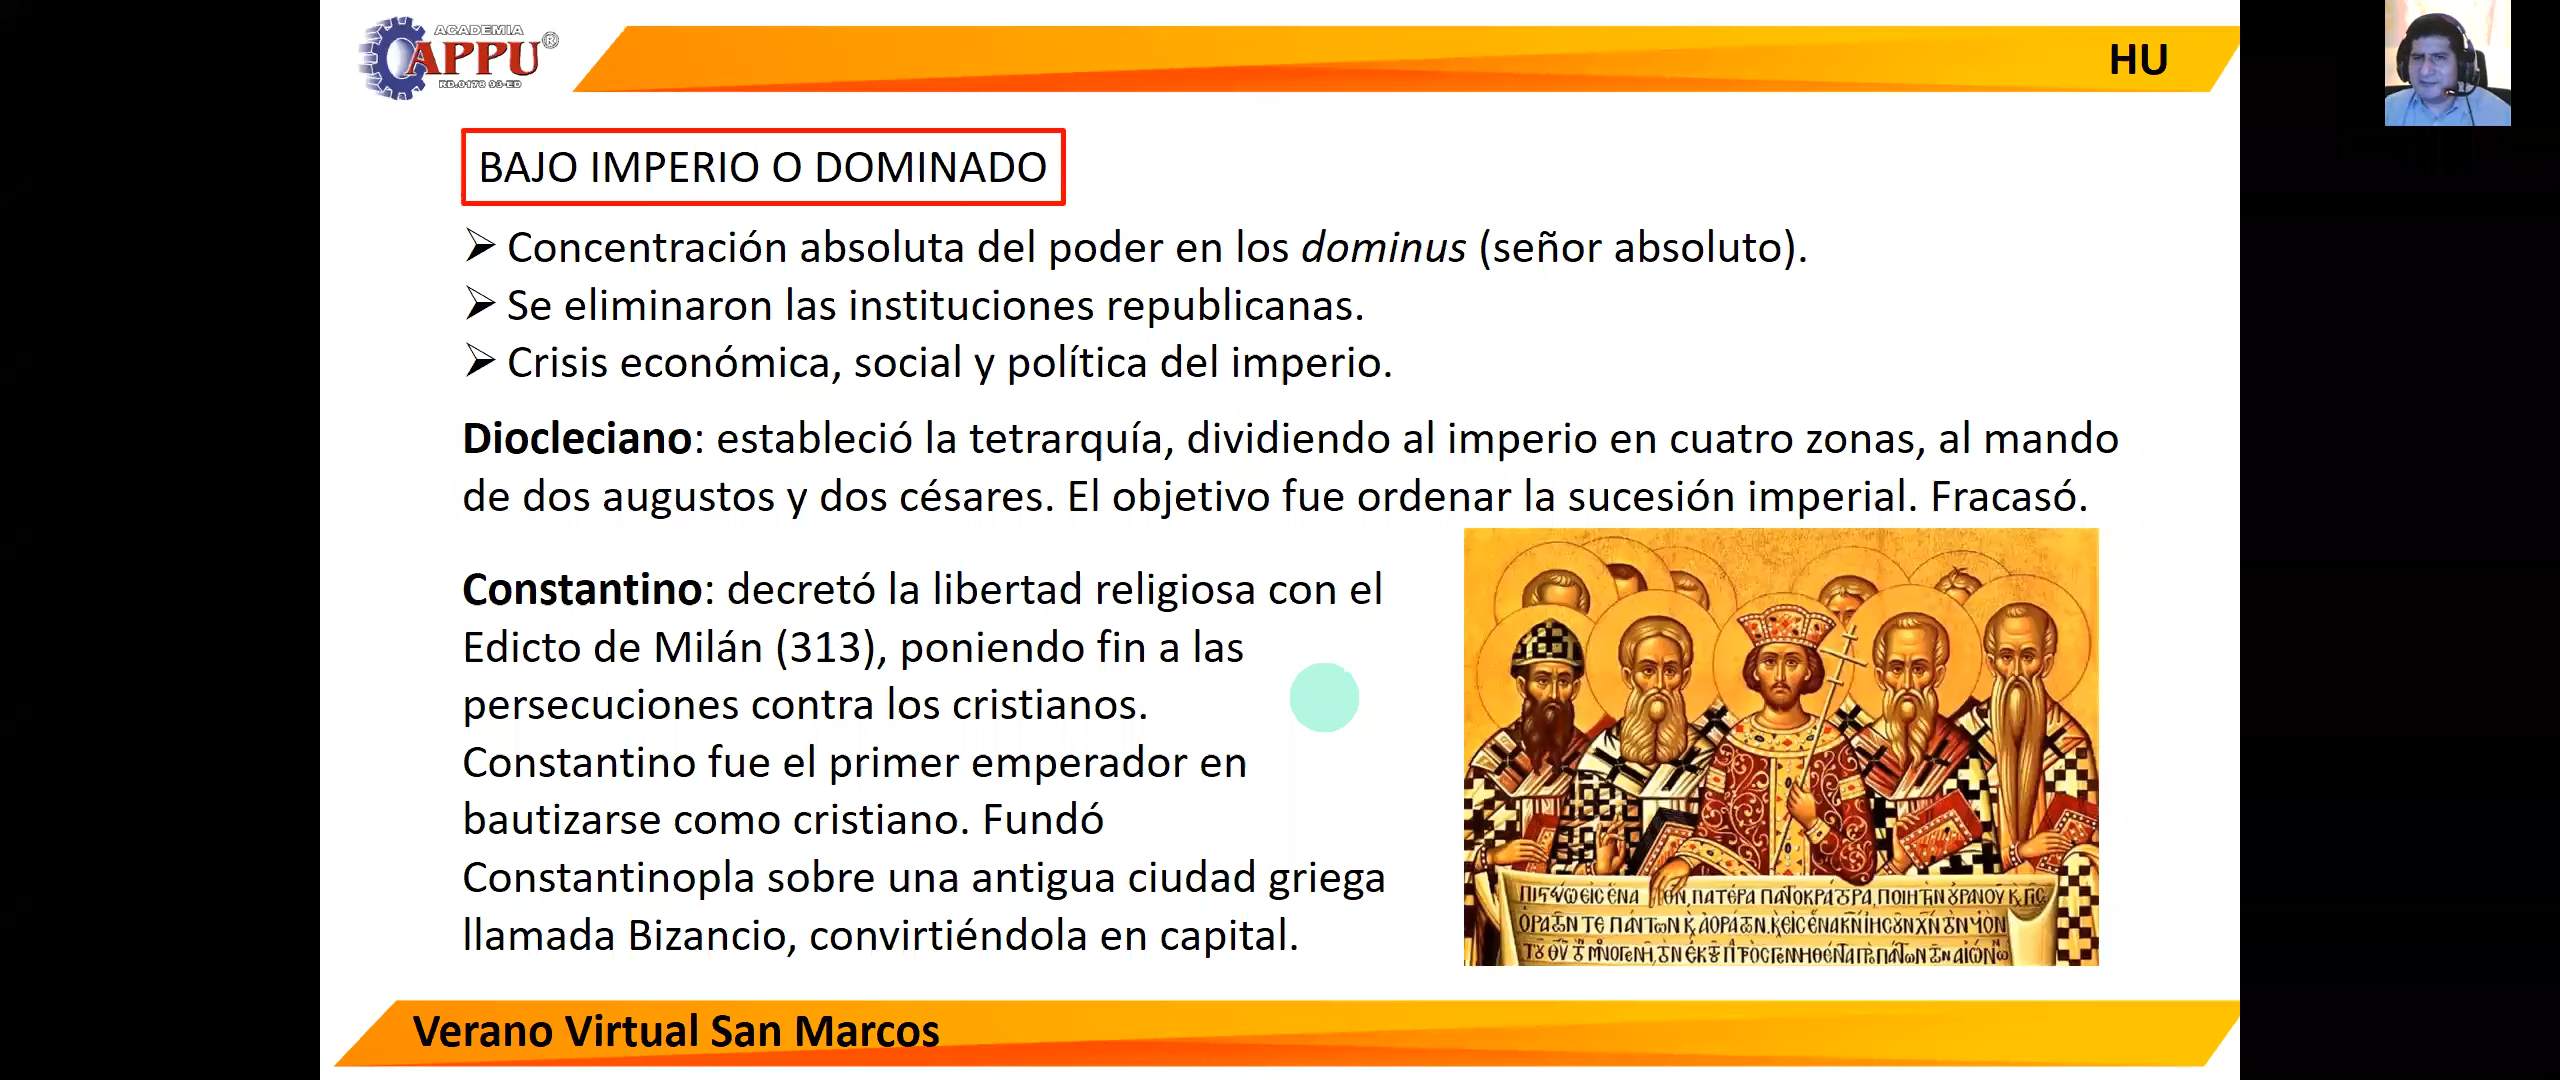 ACADEMIA
APPU®
RD.0178 93-ED
HU
BAJO IMPERIO O DOMINADO
Concentración absoluta del poder en los dominus (señor absoluto).
Se eliminaron las instituciones republicanas.
Crisis económica, social y política del imperio.
Diocleciano: estableció la tetrarquía, dividiendo al imperio en cuatro zonas, al mando
de dos augustos y dos césares. El objetivo fue ordenar la sucesión imperial. Fracasó.
Constantino: decretó la libertad religiosa con el
Edicto de Milán (313), poniendo fin a las
persecuciones contra los cristianos.
Constantino fue el primer emperador en
bautizarse como cristiano. Fundó
Constantinopla sobre una antigua ciudad griega
llamada Bizancio, convirtiéndola en capital.
Verano Virtual San Marcos